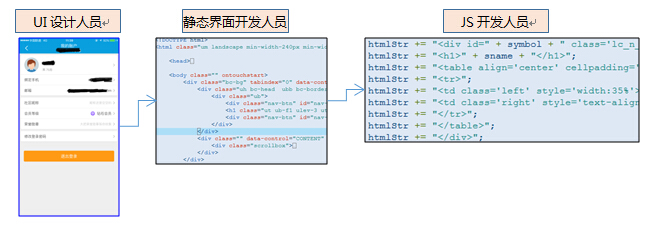 UI 设计人员
静态界面开发人员
JS 开发人员
我的账户
<!DOCTYPE html>
<html class="um landscape min-width-240px min-wid
<head>
<body class="" ontouchstart>
<div class="bc-bg" tabindex="0" data-cont
<div class="uh bc-head ubb bc-border
<div class="ub">
<div class="nav-btn" id="nav-
<h1 class="ut ub-f1 ulev-3 ut
<div class="nav-btn" id="nav-
</div>
</div>
<div class="" data-control="CONTENT"
<div class="scrollbox">
</div>
htmlStr += "<div id=" + symbol + " class='lc_n_
htmlStr += "<h1>" + sname + "</h1>";
htmlStr += "<table align='center' cellpadding='
htmlStr += "<tr>";
htmlStr += "<td class='left' style='width:35%'>
htmlStr += "<td class='right' style='text-align
htmlStr += "</tr>";
htmlStr += "</table>";
htmlStr += "</div>";